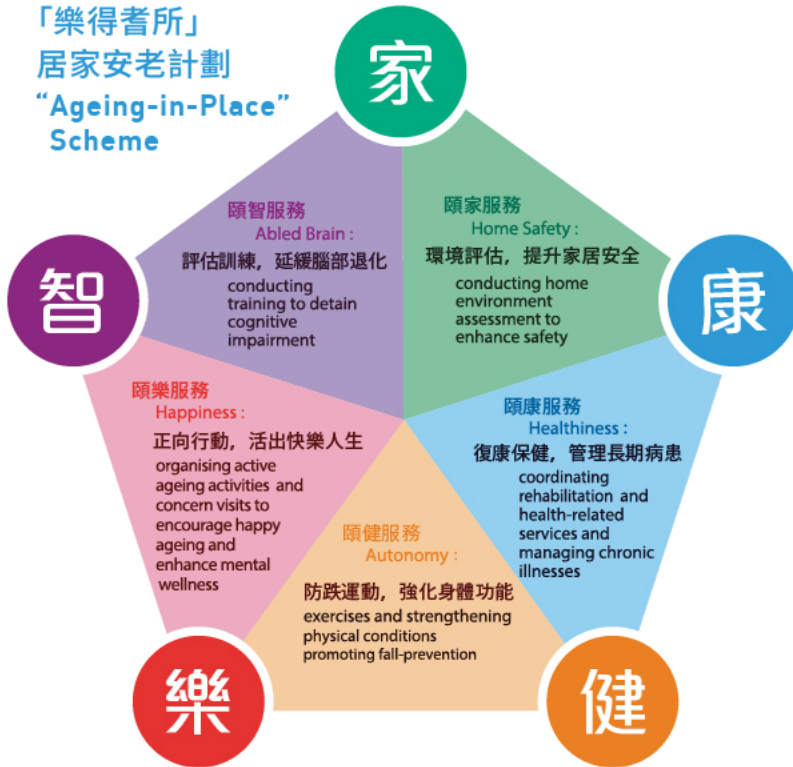 「樂得耆所」
居家安老計劃
“Ageing-in-Place”
Scheme
家
頤智服務
Abled Brain :
評估訓練，延緩腦部退化
conducting
training to detain
cognitive
impairment
頤家服務
Home Safety :
環境評估，提升家居安全
conducting home
environment
assessment to
enhance safety
智
康
頤樂服務
Happiness :
正向行動，活出快樂人生
organising active
ageing activities and
concern visits to
encourage happy
ageing and
enhance mental
wellness
頤康服務
Healthiness :
復康保健，管理長期病患
coordinating
rehabilitation and
health-related
services and
managing chronic
illnesses
頤健服務
Autonomy :
防跌運動，強化身體功能
exercises and strengthening
physical conditions
promoting fall-prevention
樂
健